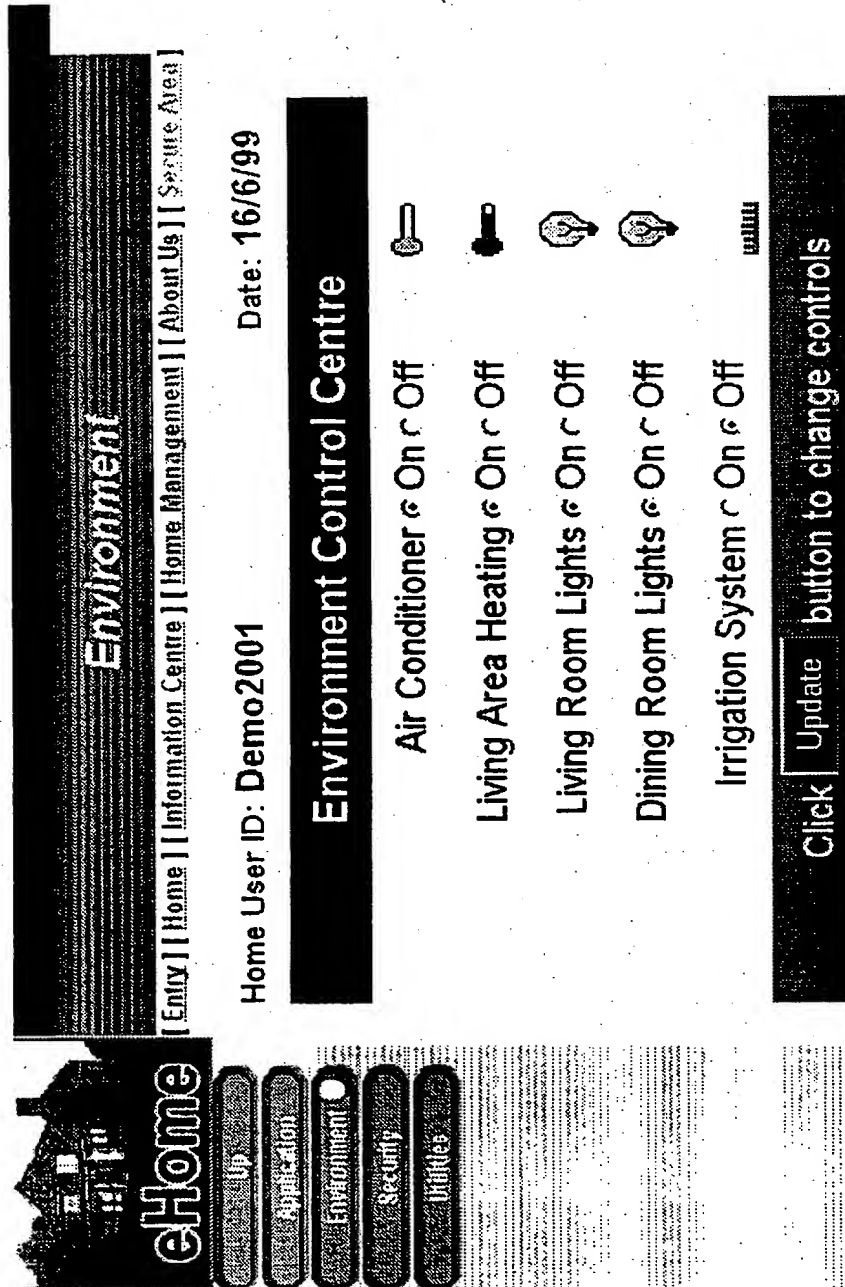 Environment
[ Entry ] [ Home ] [ Information Centre ] [ Home Management ] [ About Us ] [ Secure Area ]
eHome
Up
Application
Environment
Security
Utilities
Home User ID: Demo2001 Date: 16/6/99
Environment Control Centre
Air Conditioner On Off
Living Area Heating On Off
Living Room Lights On Off
Dining Room Lights On Off
Irrigation System On Off
Click Update button to change controls